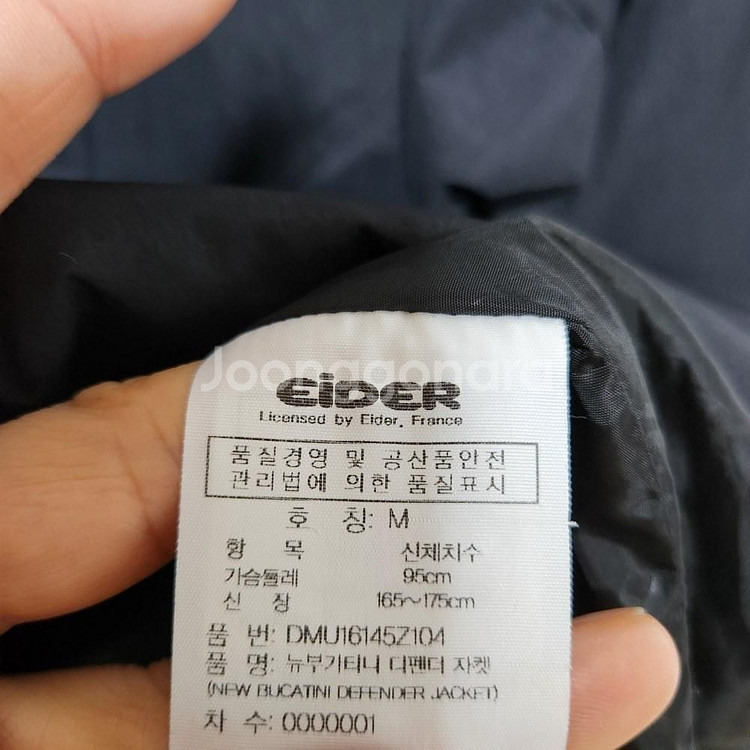 Joonggonara
EiDER
Licensed by Eider, France
품질경영 및 공산품안전
관리법에 의한 품질표시
호 칭: M
항 목 신체치수
가슴둘레 95cm
신 장 165~175cm
품 번: DMU16145Z104
품 명: 뉴부가티니 디펜더 자켓
(NEW BUCATINI DEFENDER JACKET)
차 수: 0000001